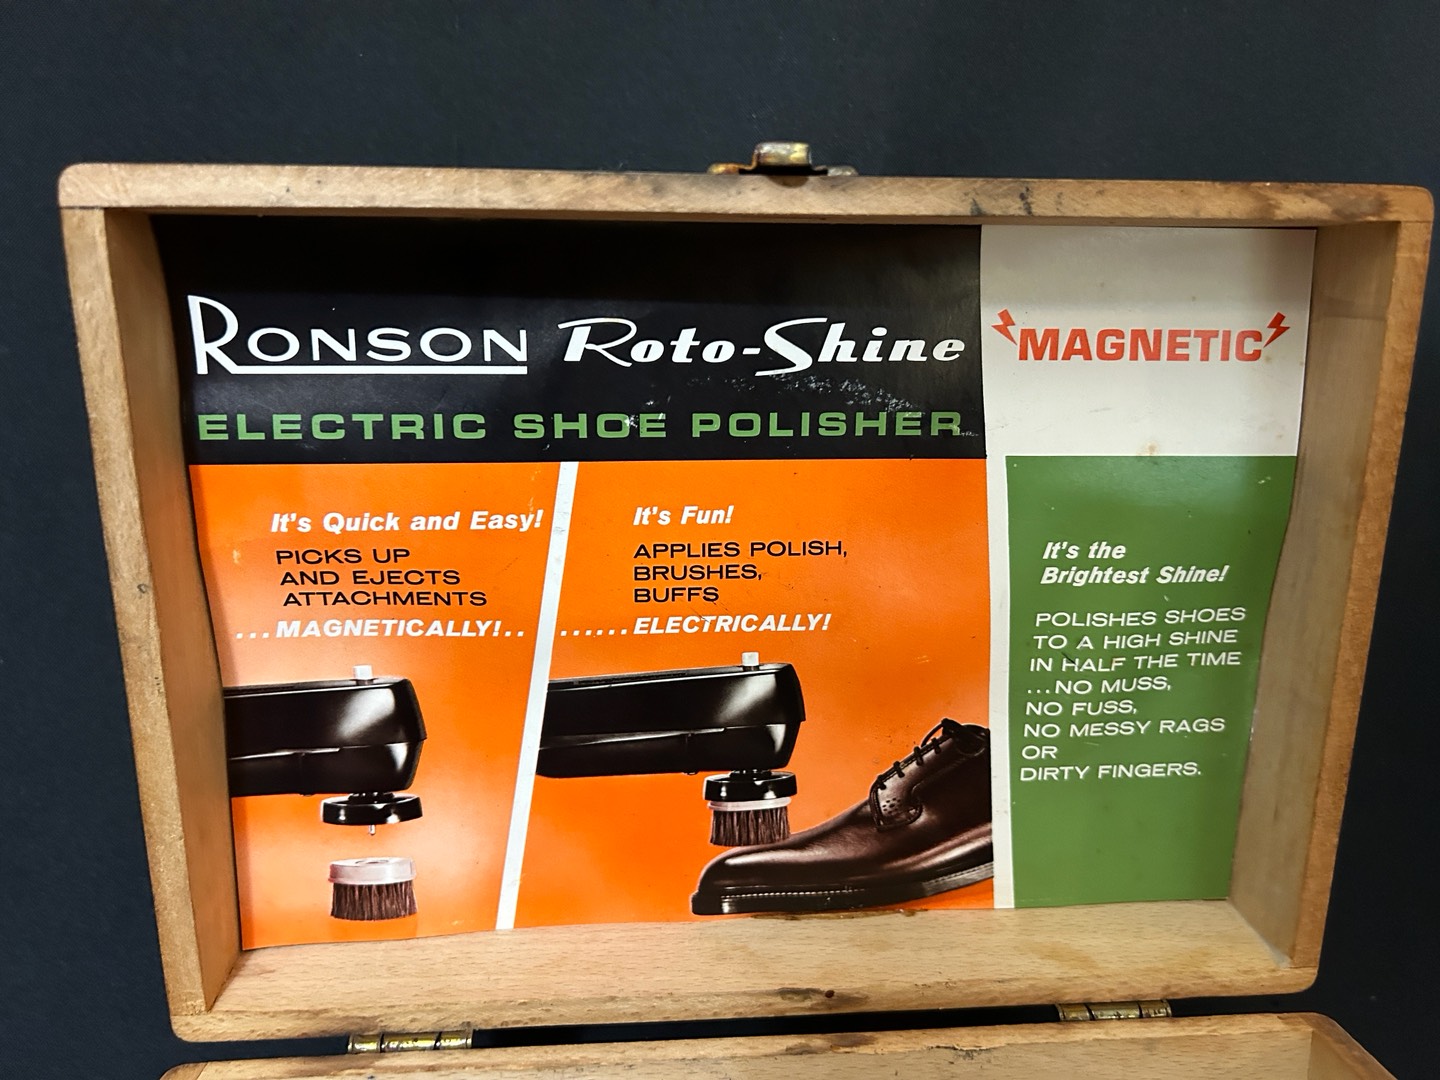 RONSON Roto-Shine
ELECTRIC SHOE POLISHER
MAGNETIC
It's Quick and Easy!
PICKS UP
AND EJECTS
ATTACHMENTS
...MAGNETICALLY!..
It's Fun!
APPLIES POLISH,
BRUSHES,
BUFFS
......ELECTRICALLY!
It's the
Brightest Shine!
POLISHES SHOES
TO A HIGH SHINE
IN HALF THE TIME
...NO MUSS,
NO FUSS,
NO MESSY RAGS
OR
DIRTY FINGERS.